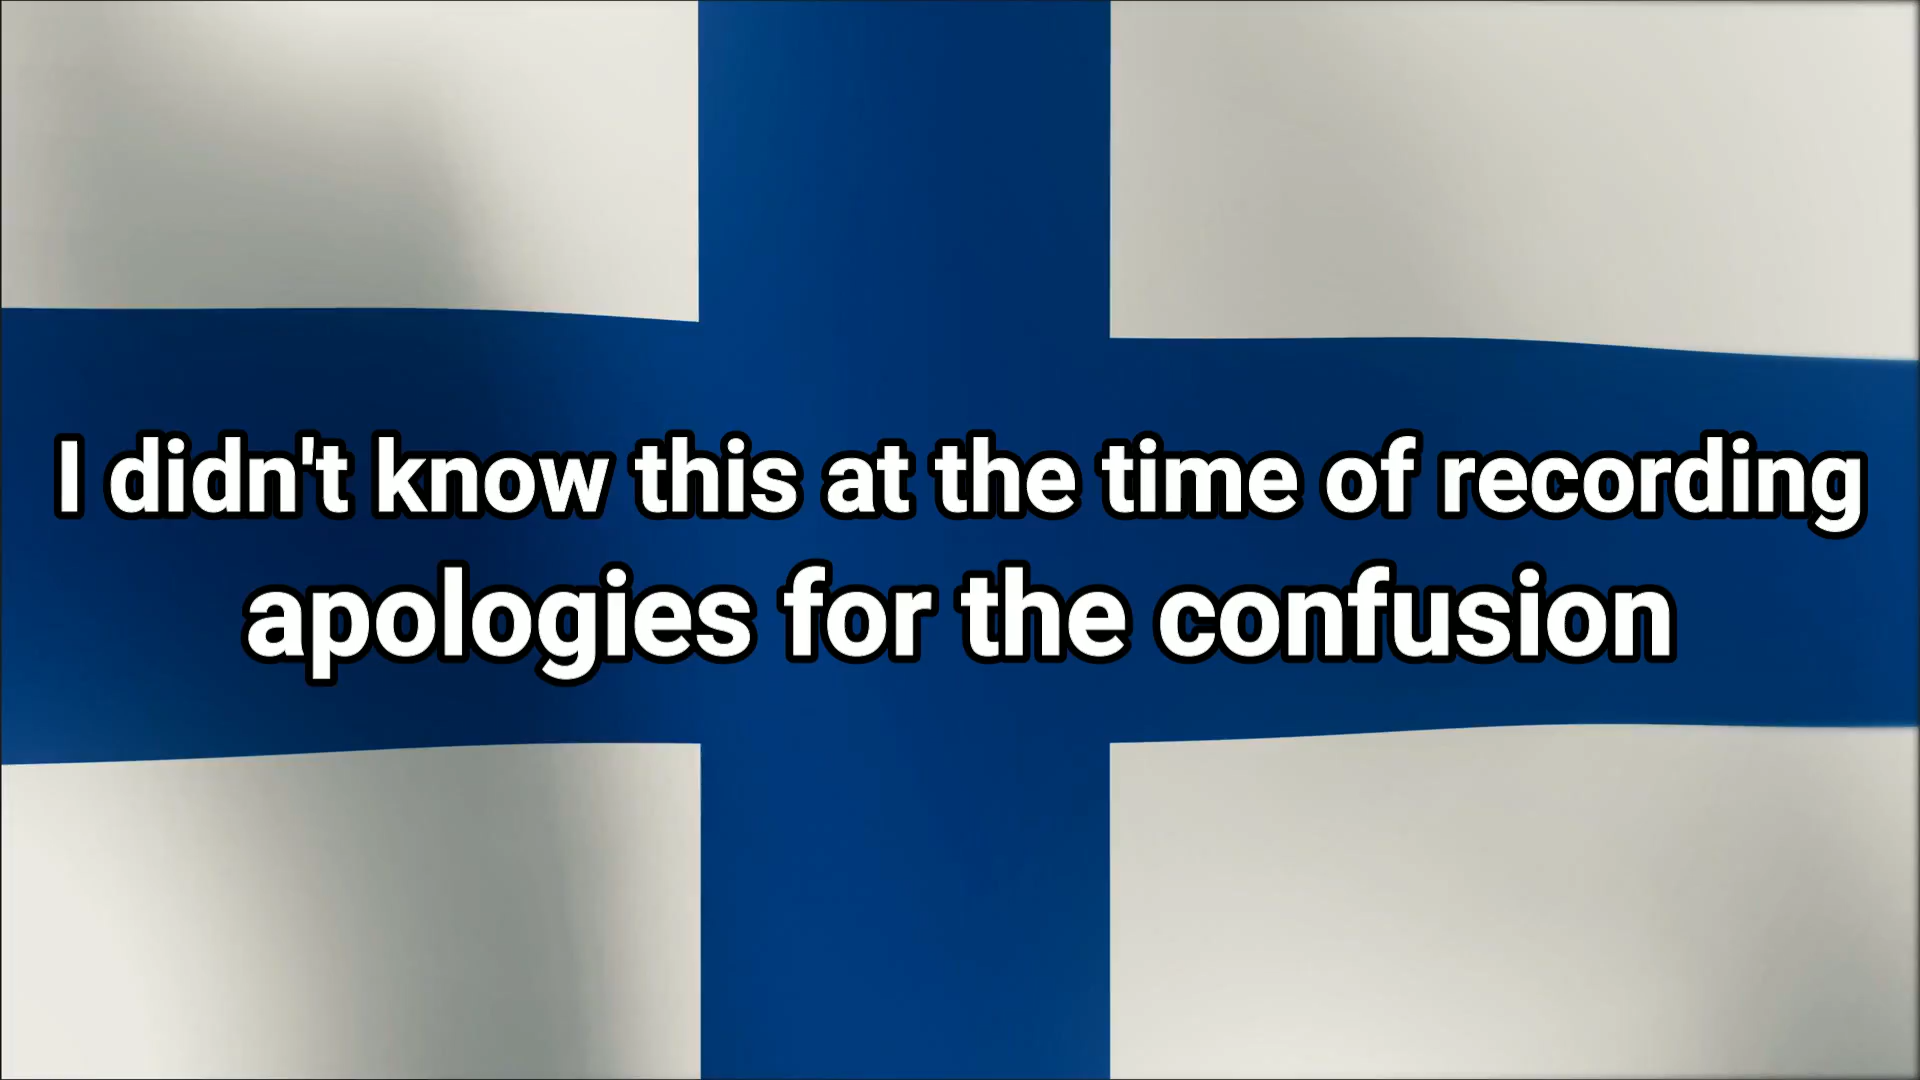 I didn't know this at the time of recording
apologies for the confusion